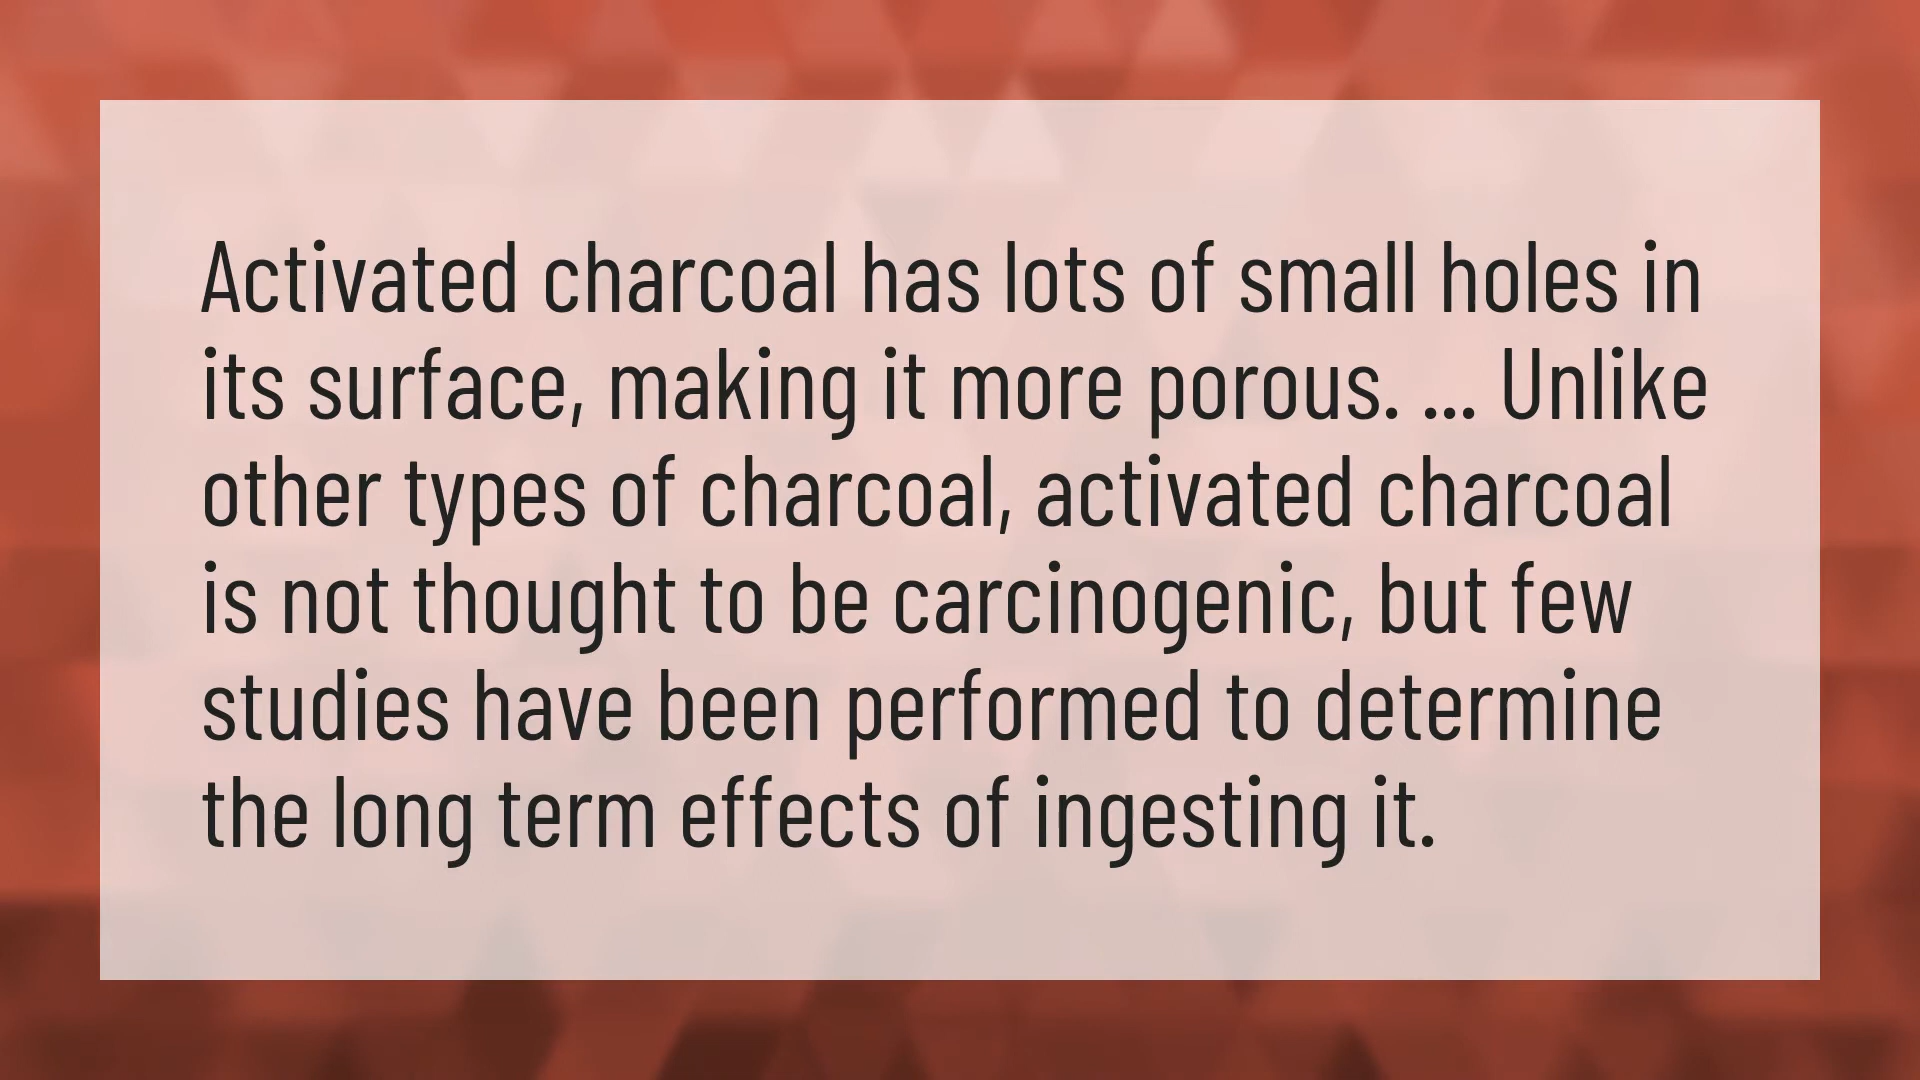 Activated charcoal has lots of small holes in
its surface, making it more porous. ... Unlike
other types of charcoal, activated charcoal
is not thought to be carcinogenic, but few
studies have been performed to determine
the long term effects of ingesting it.